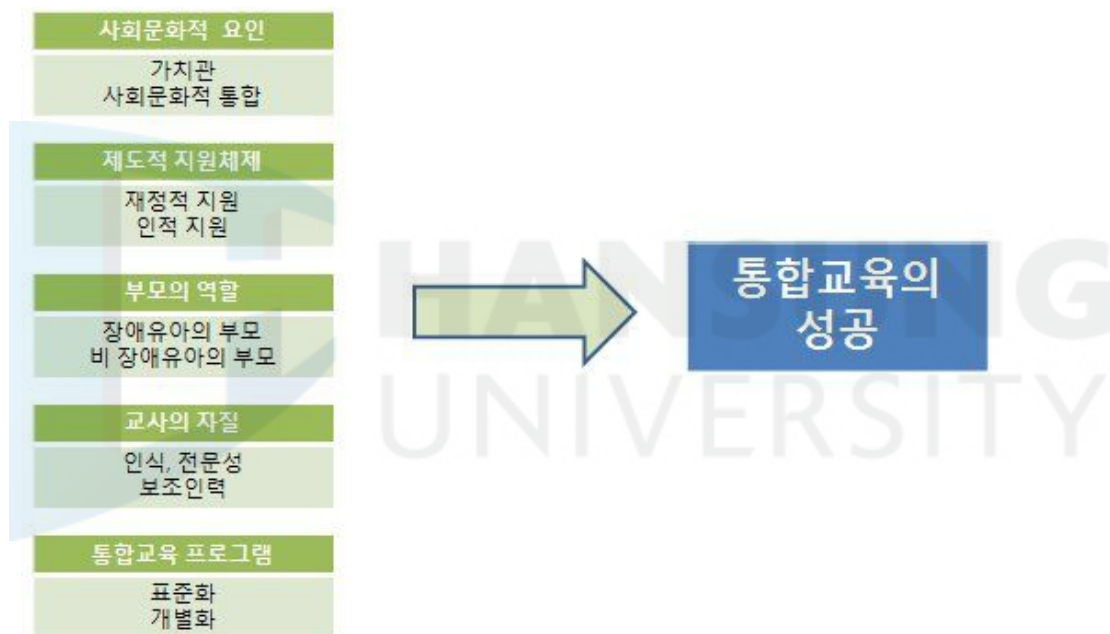 사회문화적 요인
가치관
사회문화적 통합
제도적 지원체제
재정적 지원
인적 지원
부모의 역할
장애유아의 부모
비 장애유아의 부모
교사의 자질
인식, 전문성
보조인력
통합교육 프로그램
표준화
개별화
통합교육의
성공
HANSUNG
UNIVERSITY